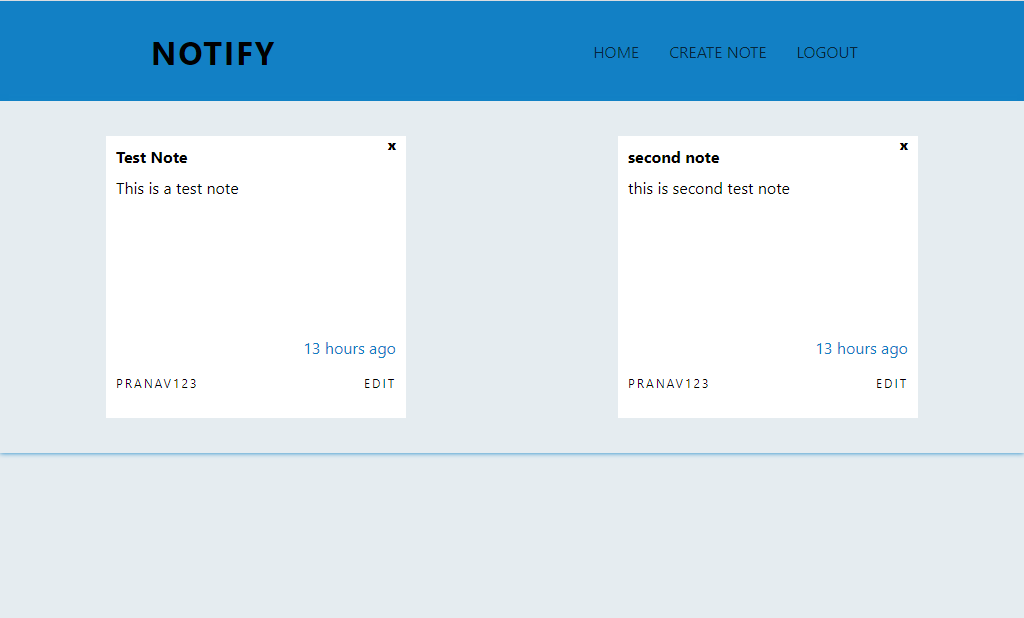 NOTIFY
HOME CREATE NOTE LOGOUT
x
Test Note
This is a test note
13 hours ago
PRANAV123 EDIT
x
second note
this is second test note
13 hours ago
PRANAV123 EDIT